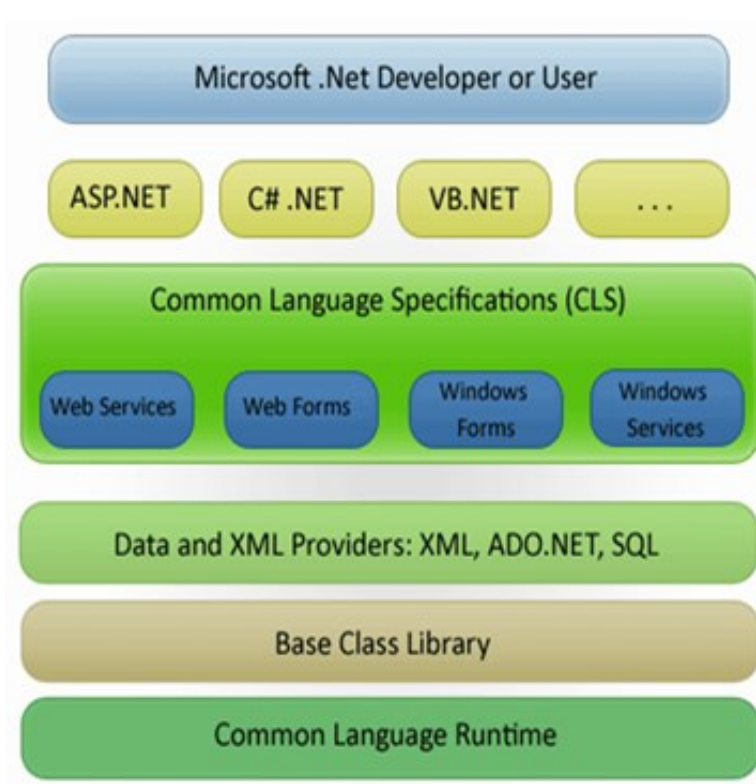 Microsoft .Net Developer or User
ASP.NET
C# .NET
VB.NET
. . .
Common Language Specifications (CLS)
Web Services
Web Forms
Windows
Forms
Windows
Services
Data and XML Providers: XML, ADO.NET, SQL
Base Class Library
Common Language Runtime